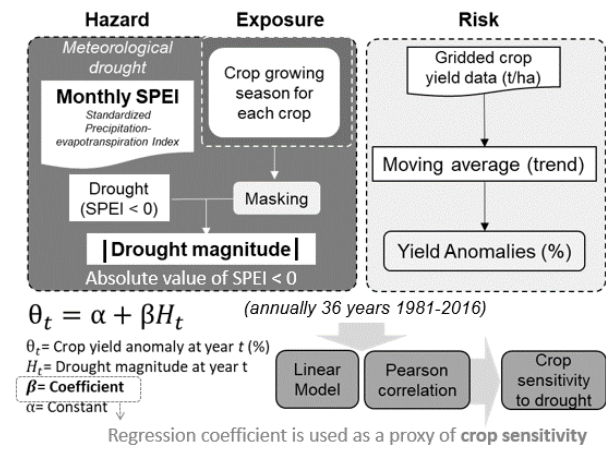 Hazard
Exposure
Risk
Meteorological
drought
Monthly SPEI
Standardized
Precipitation-
evapotranspiration
Index
Crop growing
season for
each crop
Drought
(SPEI < 0)
Masking
|Drought magnitude|
Absolute value of SPEI < 0
Gridded crop
yield data (t/ha)
Moving average (trend)
Yield Anomalies (%)
(annually 36 years 1981-2016)
θt = α + βHt
θt= Crop yield anomaly at year t (%)
Ht= Drought magnitude at year t
β= Coefficient
α= Constant
Linear
Model
Pearson
correlation
Crop
sensitivity
to drought
Regression coefficient is used as a proxy of crop sensitivity